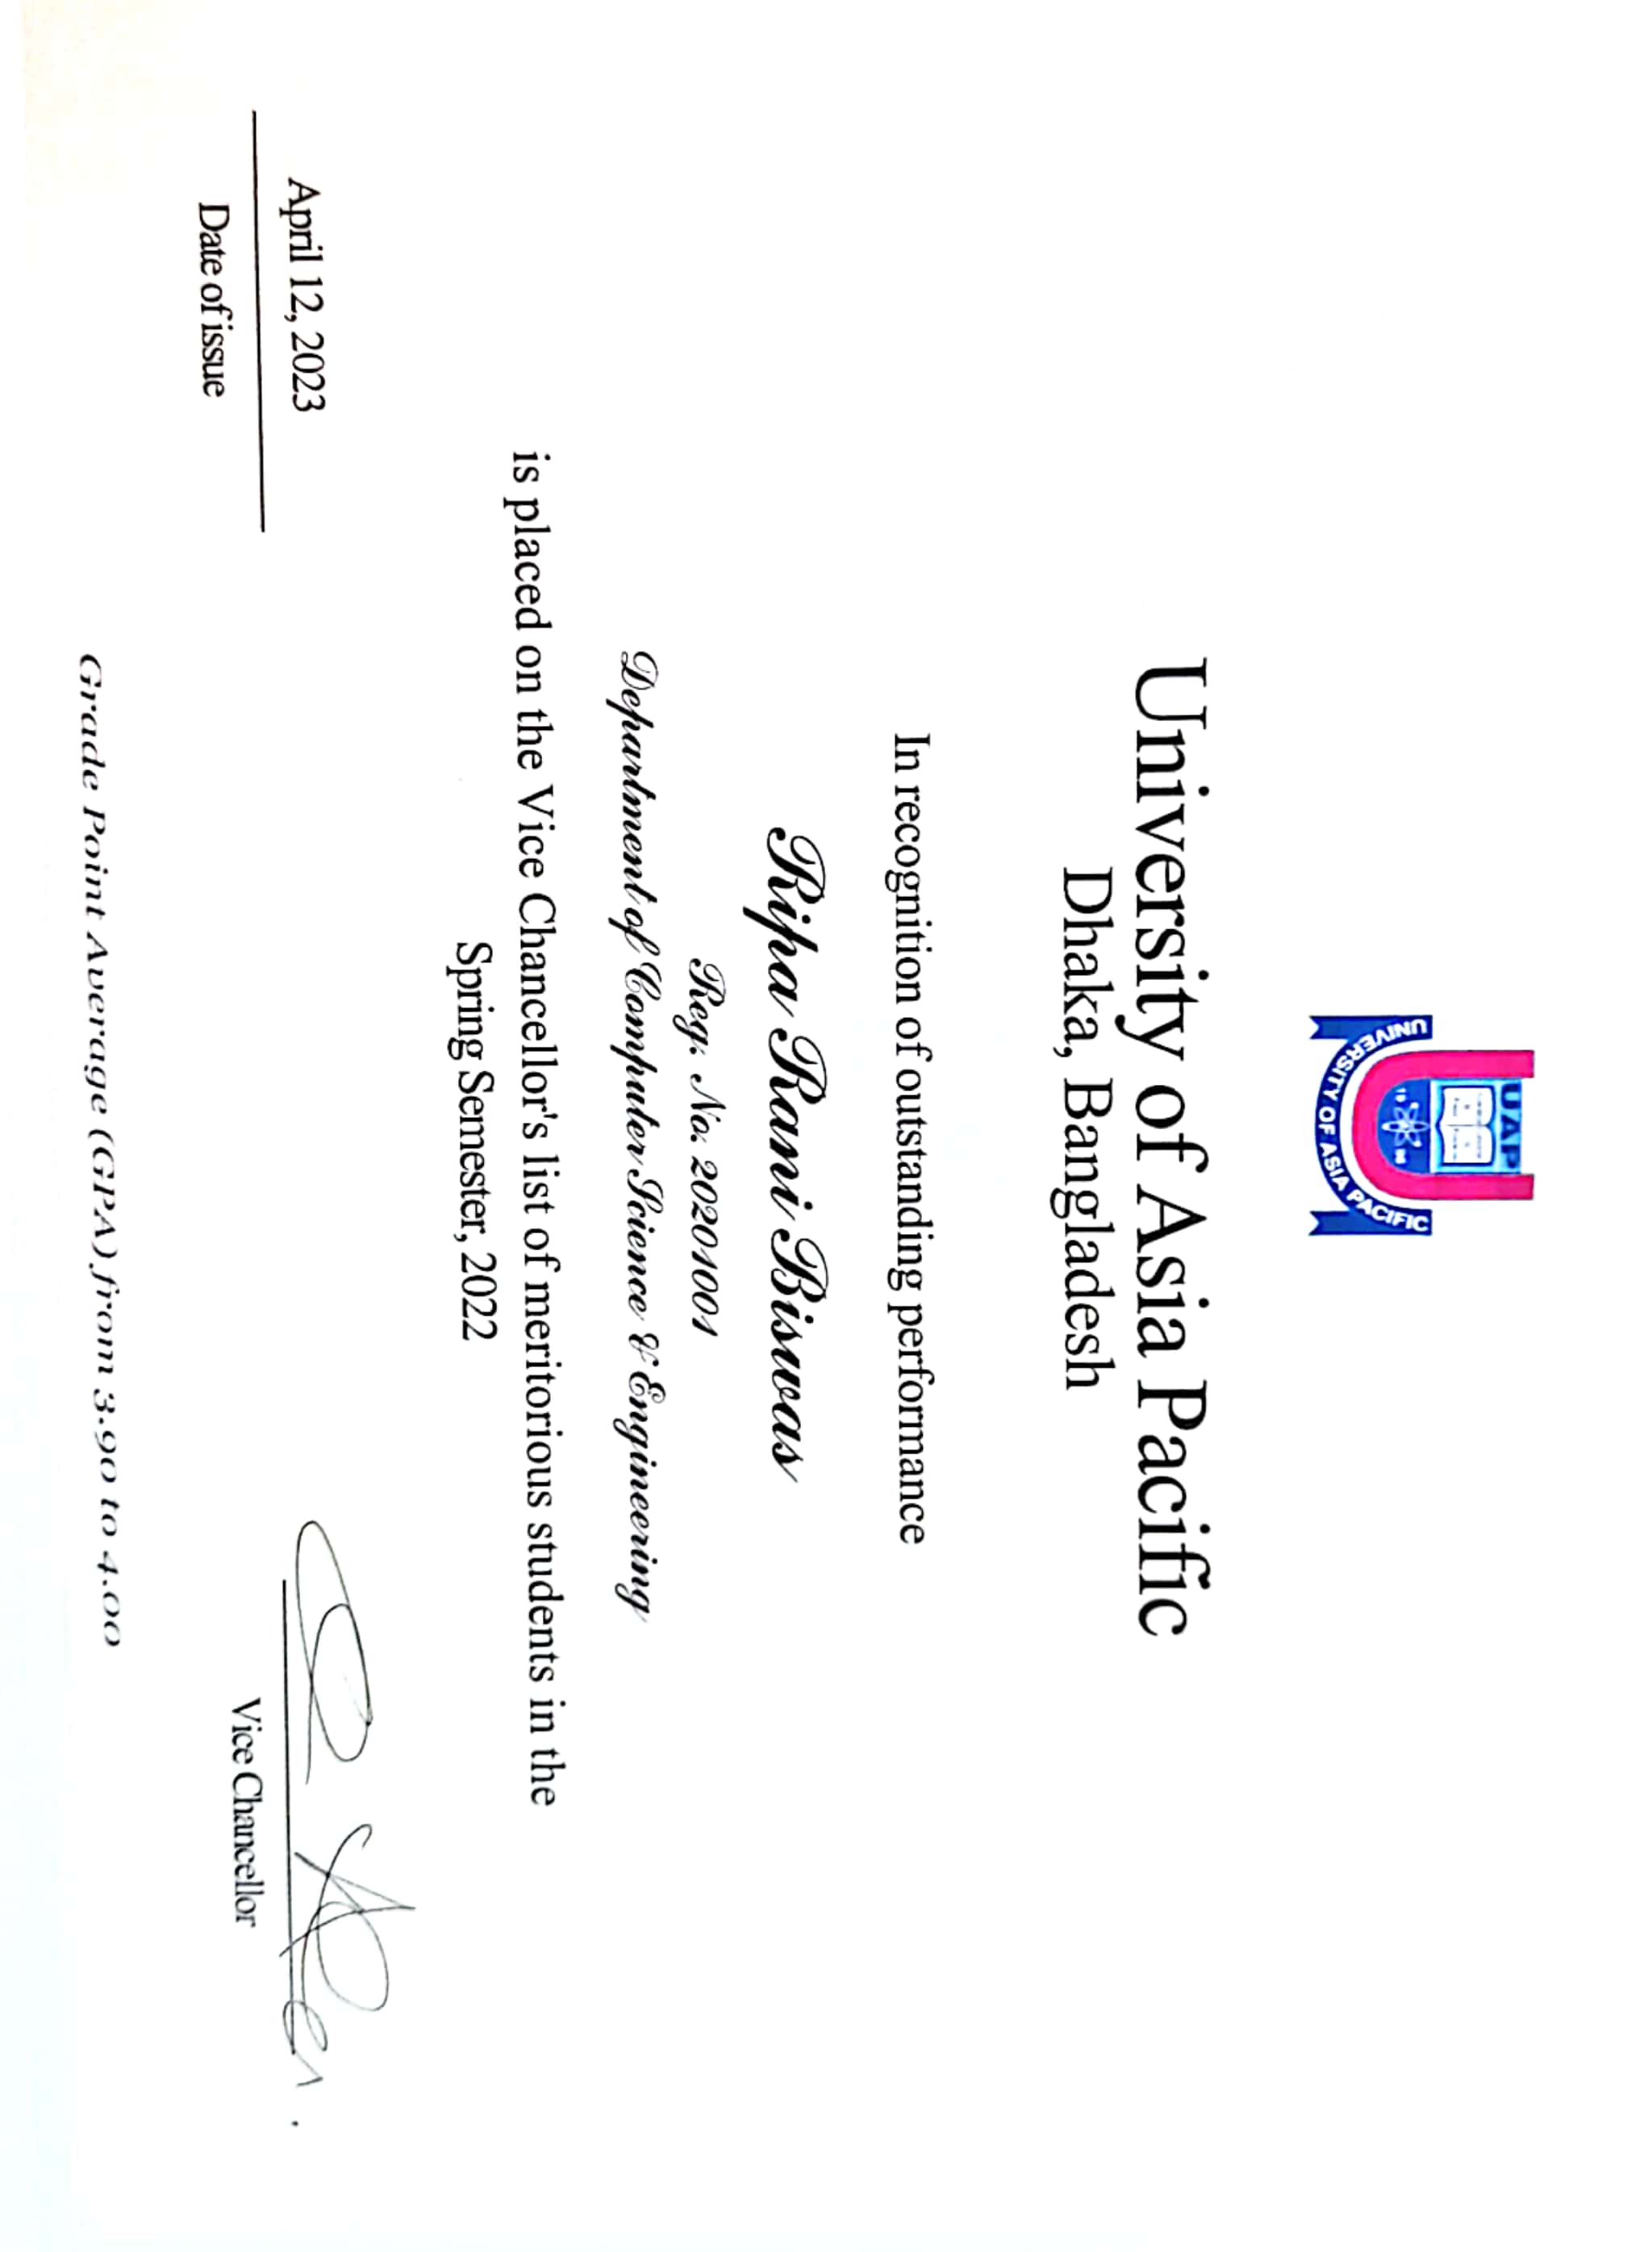 UAP
19
UNIVERSITY OF ASIA PACIFIC
University of Asia Pacific
Dhaka, Bangladesh
In recognition of outstanding performance
Ripa Rani Biswas
Reg. No. 20201001
Department of Computer Science & Engineering
is placed on the Vice Chancellor's list of meritorious students in the
Spring Semester, 2022
April 12, 2023
Date of issue
Vice Chancellor
Grade Point Average (GPA) from 3.90 to 4.00